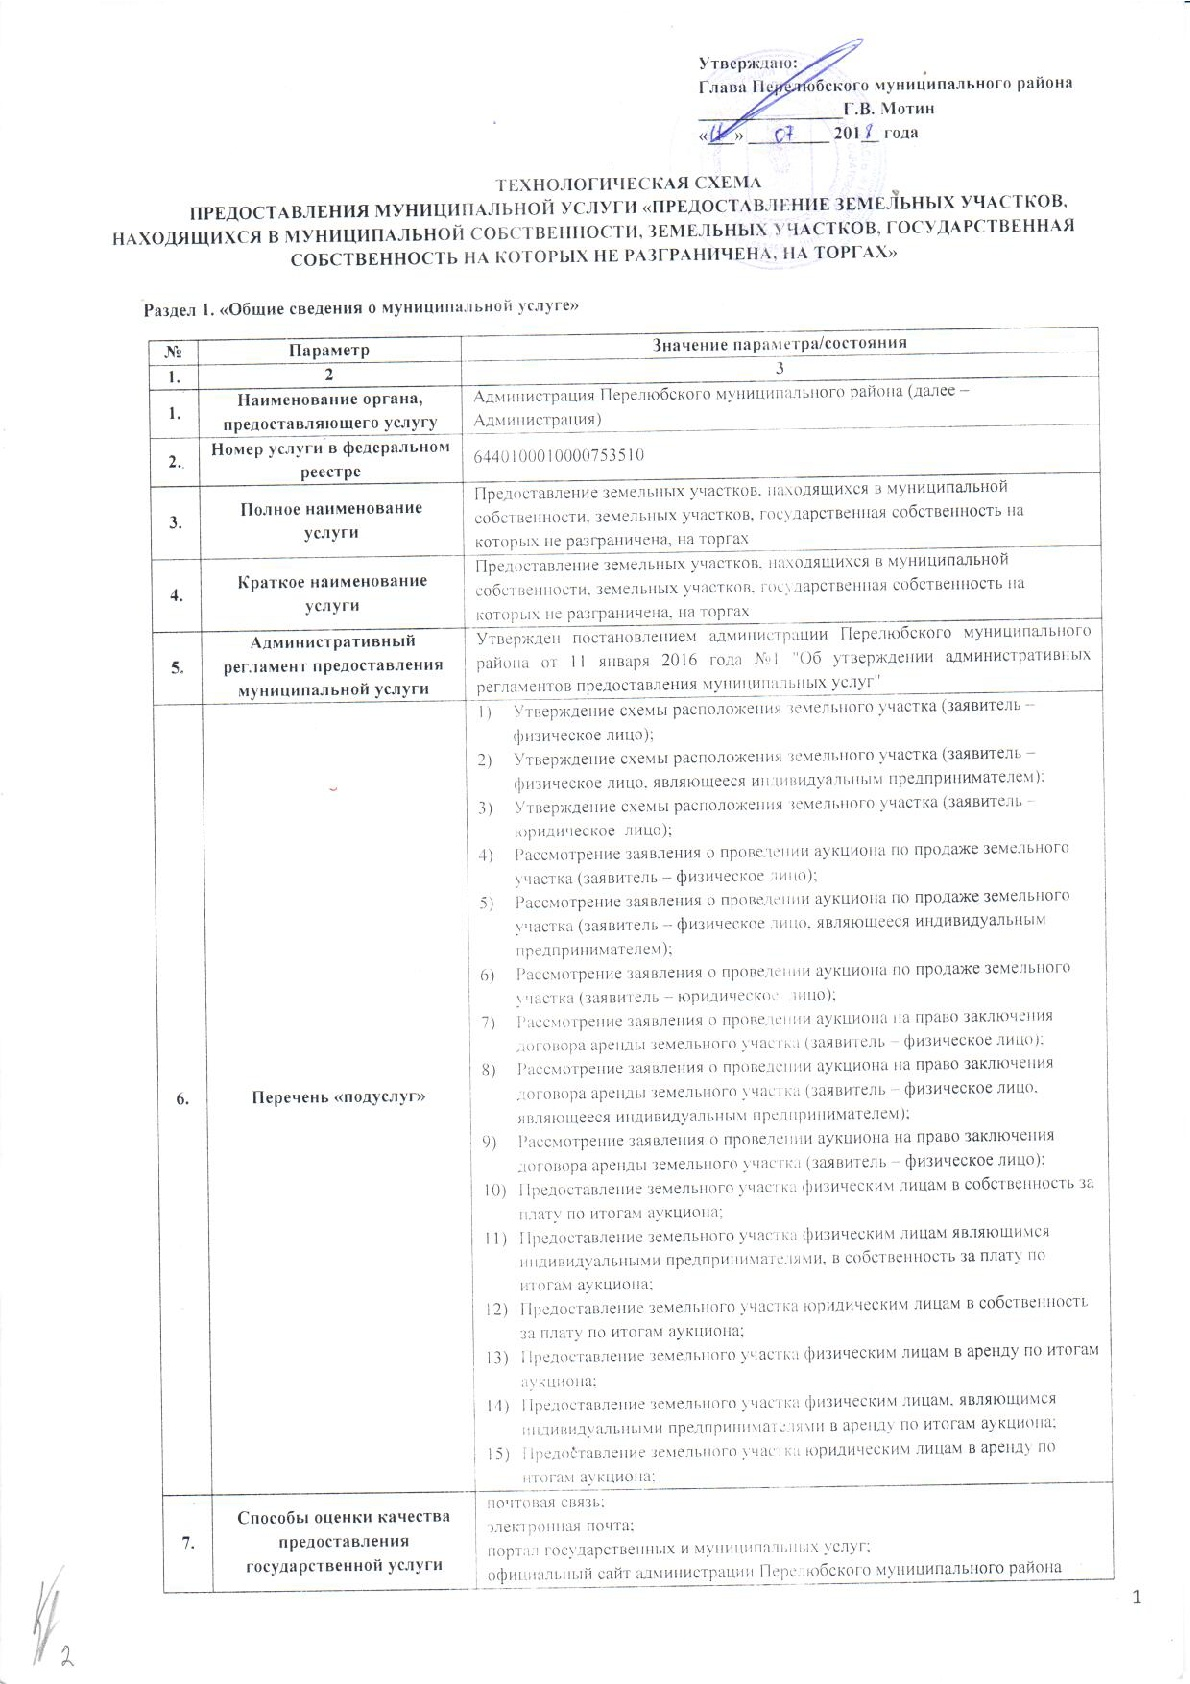 Утверждаю:
Глава Перелюбского муниципального района
________________Г.В. Мотин
«___» 07 2018 года
ТЕХНОЛОГИЧЕСКАЯ СХЕМА
ПРЕДОСТАВЛЕНИЯ МУНИЦИПАЛЬНОЙ УСЛУГИ «ПРЕДОСТАВЛЕНИЕ ЗЕМЕЛЬНЫХ УЧАСТКОВ,
НАХОДЯЩИХСЯ В МУНИЦИПАЛЬНОЙ СОБСТВЕННОСТИ, ЗЕМЕЛЬНЫХ УЧАСТКОВ, ГОСУДАРСТВЕННАЯ
СОБСТВЕННОСТЬ НА КОТОРЫХ НЕ РАЗГРАНИЧЕНА, НА ТОРГАХ»
Раздел 1. «Общие сведения о муниципальной услуге»
№ Параметр Значение параметра/состояния
1. 2 3
1. Наименование органа,
предоставляющего услугу
Администрация Перелюбского муниципального района (далее –
Администрация)
2. Номер услуги в федеральном
реестре
6440100010000753510
3. Полное наименование
услуги
Предоставление земельных участков, находящихся в муниципальной
собственности, земельных участков, государственная собственность на
которых не разграничена, на торгах
4. Краткое наименование
услуги
Предоставление земельных участков, находящихся в муниципальной
собственности, земельных участков, государственная собственность на
которых не разграничена, на торгах
5. Административный
регламент предоставления
муниципальной услуги
Утвержден постановлением администрации Перелюбского муниципального
района от 11 января 2016 года №1 "Об утверждении административных
регламентов предоставления муниципальных услуг"
6. Перечень «подуслуг»
1) Утверждение схемы расположения земельного участка (заявитель –
физическое лицо);
2) Утверждение схемы расположения земельного участка (заявитель –
физическое лицо, являющееся индивидуальным предпринимателем);
3) Утверждение схемы расположения земельного участка (заявитель –
юридическое лицо);
4) Рассмотрение заявления о проведении аукциона по продаже земельного
участка (заявитель – физическое лицо);
5) Рассмотрение заявления о проведении аукциона по продаже земельного
участка (заявитель – физическое лицо, являющееся индивидуальным
предпринимателем);
6) Рассмотрение заявления о проведении аукциона по продаже земельного
участка (заявитель – юридическое лицо);
7) Рассмотрение заявления о проведении аукциона на право заключения
договора аренды земельного участка (заявитель – физическое лицо);
8) Рассмотрение заявления о проведении аукциона на право заключения
договора аренды земельного участка (заявитель – физическое лицо,
являющееся индивидуальным предпринимателем);
9) Рассмотрение заявления о проведении аукциона на право заключения
договора аренды земельного участка (заявитель – физическое лицо);
10) Предоставление земельного участка физическим лицам в собственность за
плату по итогам аукциона;
11) Предоставление земельного участка физическим лицам являющимся
индивидуальными предпринимателями, в собственность за плату по
итогам аукциона;
12) Предоставление земельного участка юридическим лицам в собственность
за плату по итогам аукциона;
13) Предоставление земельного участка физическим лицам в аренду по итогам
аукциона;
14) Предоставление земельного участка физическим лицам, являющимся
индивидуальными предпринимателями в аренду по итогам аукциона;
15) Предоставление земельного участка юридическим лицам в аренду по
итогам аукциона;
7. Способы оценки качества
предоставления
государственной услуги
почтовая связь;
электронная почта;
портал государственных и муниципальных услуг;
официальный сайт администрации Перелюбского муниципального района
1
2